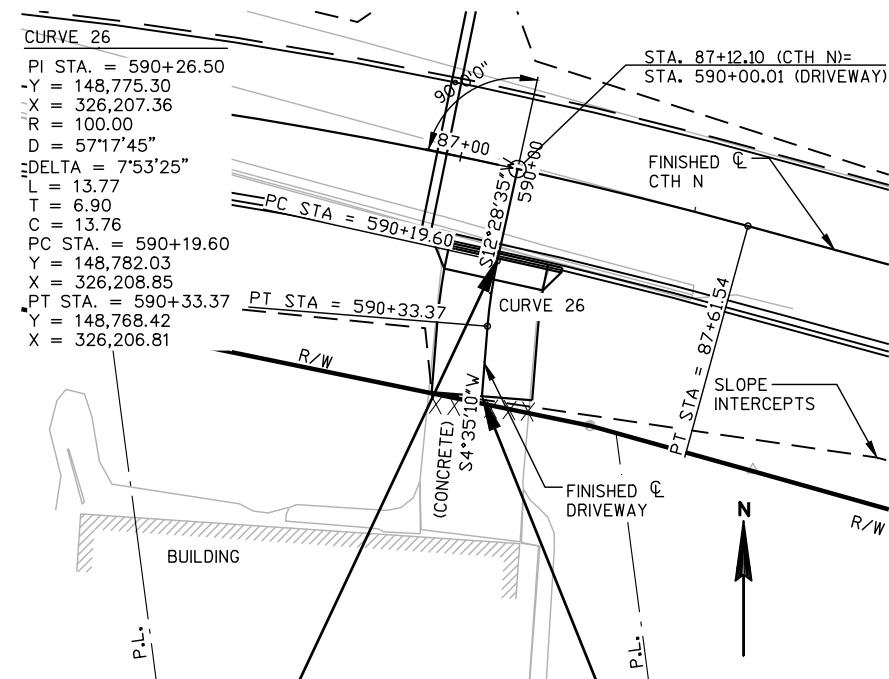 CURVE 26
PI STA. = 590+26.50
Y = 148,775.30
X = 326,207.36
R = 100.00
D = 57°17'45"
DELTA = 7°53'25"
L = 13.77
T = 6.90
C = 13.76
PC STA. = 590+19.60
Y = 148,782.03
X = 326,208.85
PT STA. = 590+33.37
Y = 148,768.42
X = 326,206.81
90°0'0"
STA. 87+12.10 (CTH N)=
STA. 590+00.01 (DRIVEWAY)
87+00
590+00
S12°28'35"W
FINISHED ℄
CTH N
PC STA = 590+19.60
PT STA = 590+33.37
CURVE 26
PT STA = 87+61.54
R/W
SLOPE
INTERCEPTS
S4°35'10"W
(CONCRETE)
FINISHED ℄
DRIVEWAY
N
R/W
BUILDING
P.L.
P.L.